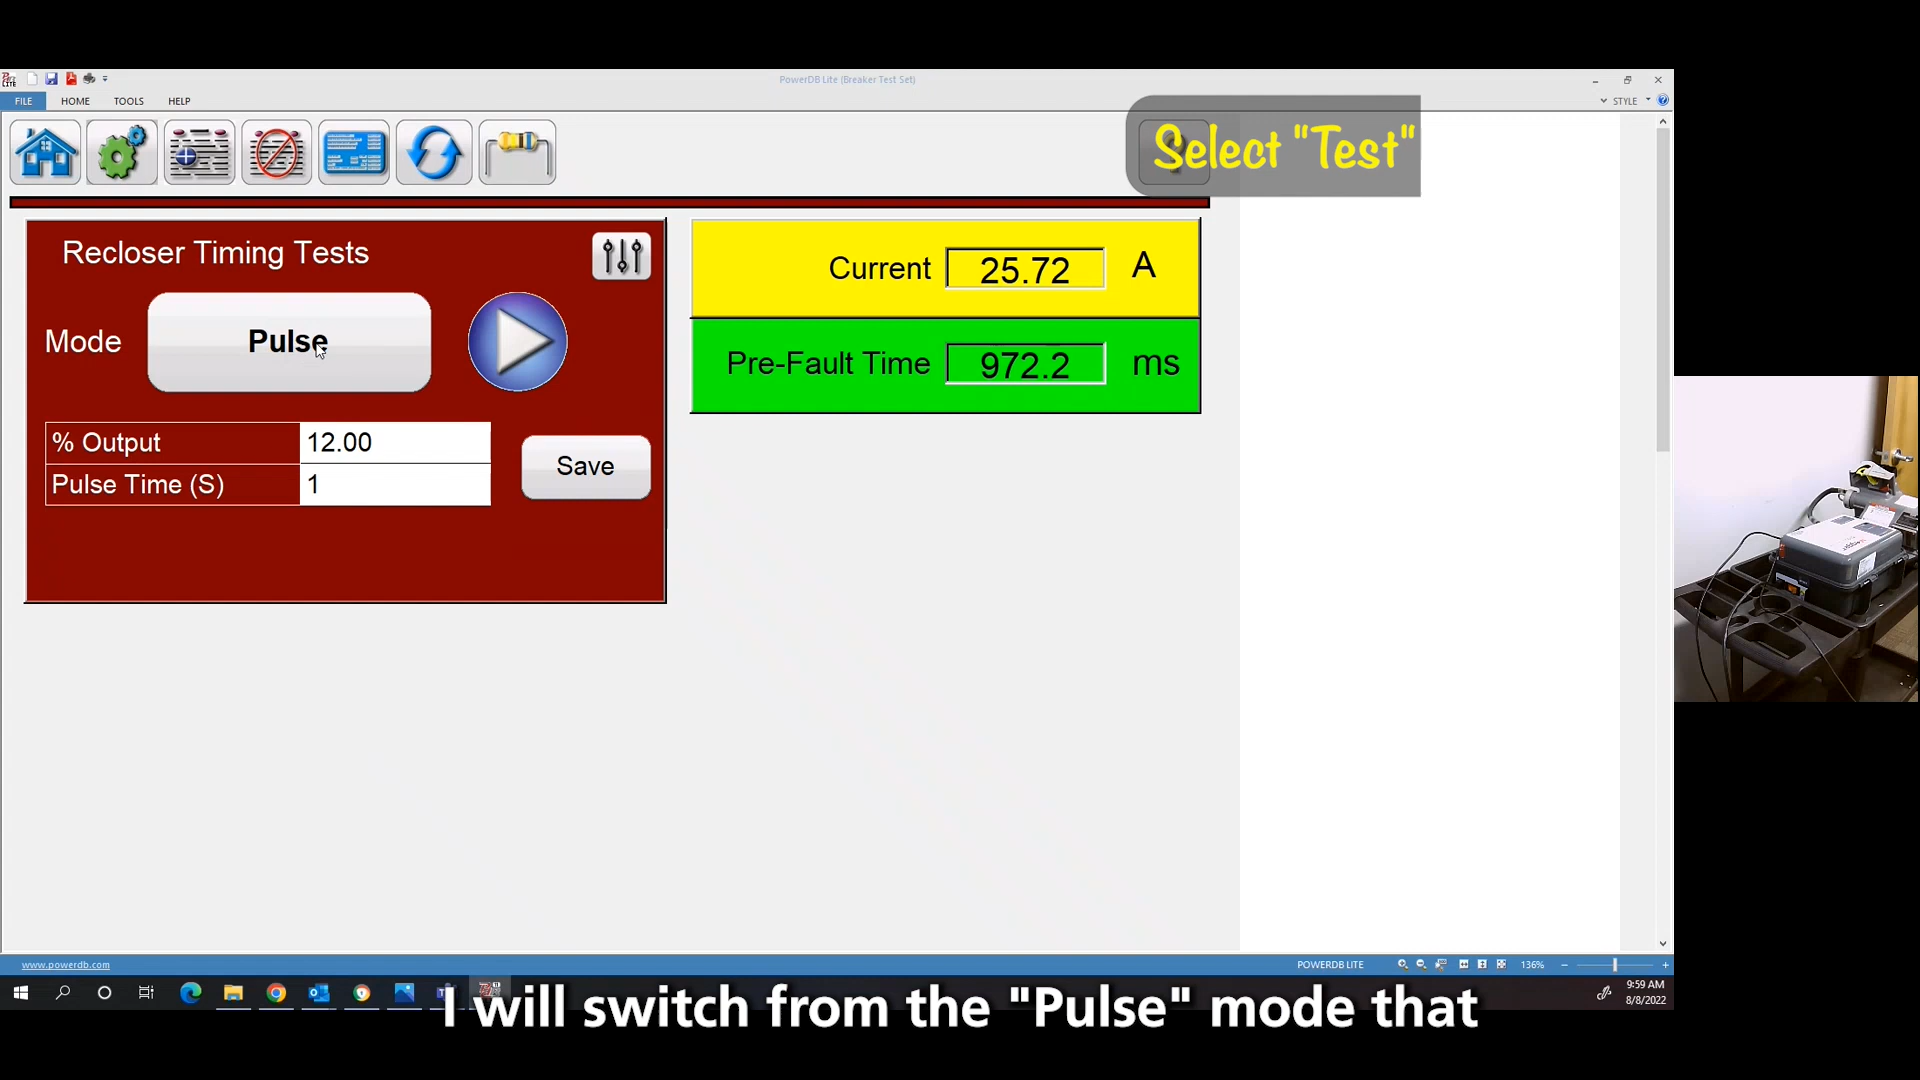 PowerDB Lite (Breaker Test Set)
FILE HOME TOOLS HELP
STYLE
Select "Test"
Recloser Timing Tests
Mode Pulse
% Output 12.00
Pulse Time (S) 1
Save
Current 25.72 A
Pre-Fault Time 972.2 ms
www.powerdb.com
POWERDB LITE
136%
9:59 AM
8/8/2022
I will switch from the "Pulse" mode that